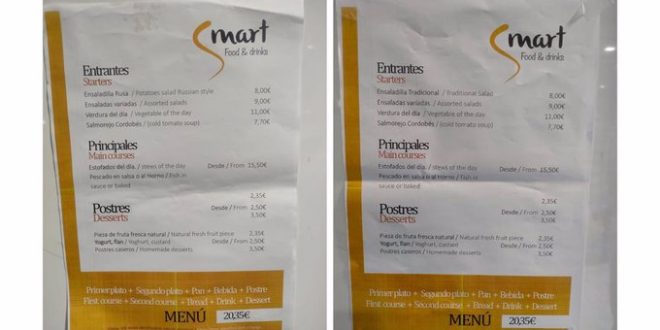 Smart
Food & drinks
Entrantes
Starters
Ensaladilla Rusa / Potatoes salad Russian style 8,00€
Ensaladas variadas / Assorted salads 9,00€
Verdura del día / Vegetable of the day 11,00€
Salmorejo Cordobés / (cold tomato soup) 7,70€
Principales
Main courses
Estofados del día / stews of the day Desde / From 15,50€
Pescado en salsa o al Horno / Fish in
sauce or baked
2,35€
Postres Desde / From 2,50€
Desserts 3,50€
Pieza de fruta fresca natural / Natural fresh fruit piece 2,35€
Yogurt, flan / Yoghurt, custard Desde / From 2,50€
Postres caseros / Homemade desserts 3,50€
Primer plato + Segundo plato + Pan + Bebida + Postre
First course + Second course + Bread + Drink + Dessert
MENÚ 20,35€
Smart
Food & drinks
Entrantes
Starters
Ensaladilla Tradicional / Traditional Salad 8,00€
Ensaladas variadas / Assorted salads 9,00€
Verdura del día / Vegetable of the day 11,00€
Salmorejo Cordobés / (cold tomato soup) 7,70€
Principales
Main courses
Estofados del día / stews of the day Desde / From 15,50€
Pescado en salsa o al Horno / Fish in
sauce or baked
2,35€
Postres Desde / From 2,50€
Desserts 3,50€
Pieza de fruta fresca natural / Natural fresh fruit piece 2,35€
Yogurt, flan / Yoghurt, custard Desde / From 2,50€
Postres caseros / Homemade desserts 3,50€
Primer plato + Segundo plato + Pan + Bebida + Postre
First course + Second course + Bread + Drink + Dessert
MENÚ 20,35€